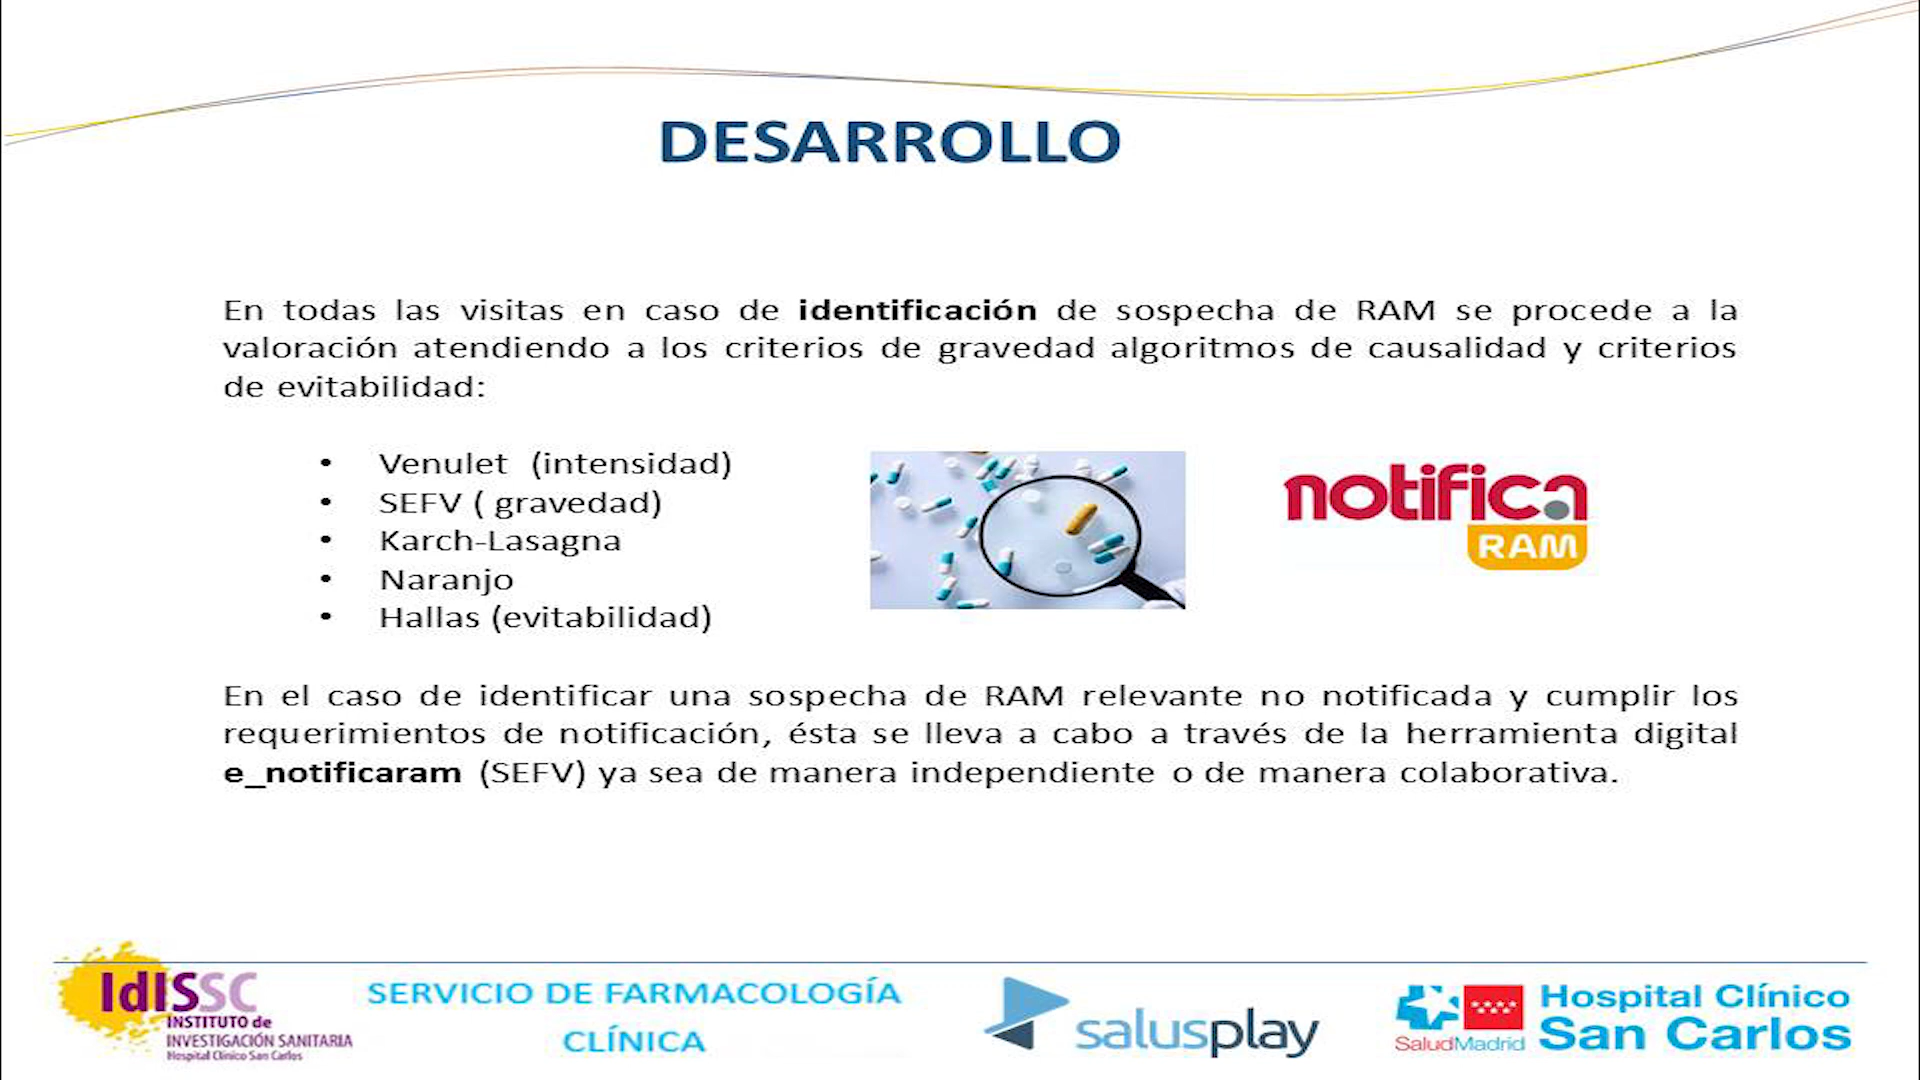 DESARROLLO
En todas las visitas en caso de identificación de sospecha de RAM se procede a la
valoración atendiendo a los criterios de gravedad algoritmos de causalidad y criterios
de evitabilidad:
• Venulet (intensidad)
• SEFV ( gravedad)
• Karch-Lasagna
• Naranjo
• Hallas (evitabilidad)
notifica
RAM
En el caso de identificar una sospecha de RAM relevante no notificada y cumplir los
requerimientos de notificación, ésta se lleva a cabo a través de la herramienta digital
e_notificaram (SEFV) ya sea de manera independiente o de manera colaborativa.
IdISSC
INSTITUTO de
INVESTIGACIÓN SANITARIA
Hospital Clínico San Carlos
SERVICIO DE FARMACOLOGÍA
CLÍNICA
salusplay
SaludMadrid
Hospital Clínico
San Carlos